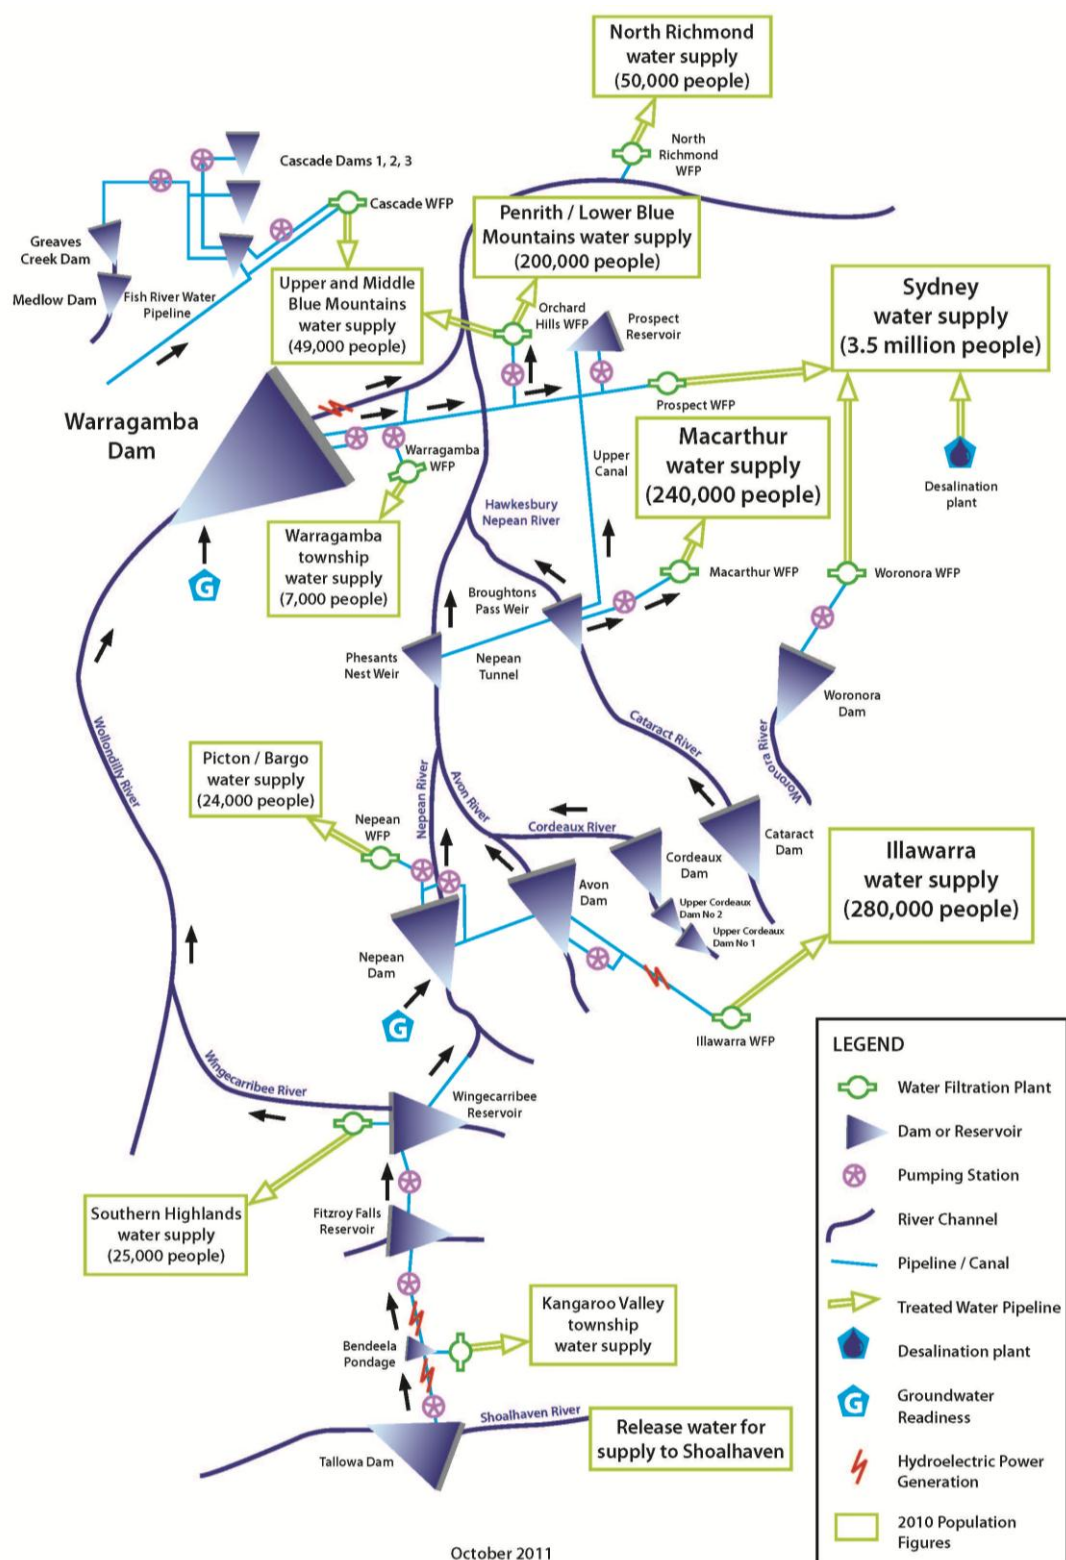 North Richmond
water supply
(50,000 people)
North
Richmond
WFP
Cascade Dams 1, 2, 3
Cascade WFP
Greaves
Creek Dam
Medlow Dam
Fish River Water
Pipeline
Upper and Middle
Blue Mountains
water supply
(49,000 people)
Penrith / Lower Blue
Mountains water supply
(200,000 people)
Orchard
Hills WFP
Prospect
Reservoir
Sydney
water supply
(3.5 million people)
Prospect WFP
Warragamba
Dam
Warragamba
WFP
Upper
Canal
Macarthur
water supply
(240,000 people)
Desalination
plant
Hawkesbury
Nepean River
Warragamba
township
water supply
(7,000 people)
G
Broughtons
Pass Weir
Macarthur WFP
Woronora WFP
Phesants
Nest Weir
Nepean
Tunnel
Woronora
Dam
Woronora River
Cataract River
Wollondilly River
Picton / Bargo
water supply
(24,000 people)
Nepean
WFP
Nepean River
Avon River
Cordeaux River
Cordeaux
Dam
Cataract
Dam
Avon
Dam
Upper Cordeaux
Dam No 2
Upper Cordeaux
Dam No 1
Illawarra
water supply
(280,000 people)
Nepean
Dam
G
Illawarra WFP
Wingecarribee River
Wingecarribee
Reservoir
Southern Highlands
water supply
(25,000 people)
Fitzroy Falls
Reservoir
Kangaroo Valley
township
water supply
Bendeela
Pondage
Shoalhaven River
Tallowa Dam
Release water for
supply to Shoalhaven
LEGEND
Water Filtration Plant
Dam or Reservoir
Pumping Station
River Channel
Pipeline / Canal
Treated Water Pipeline
Desalination plant
G
Groundwater
Readiness
Hydroelectric Power
Generation
2010 Population
Figures
October 2011